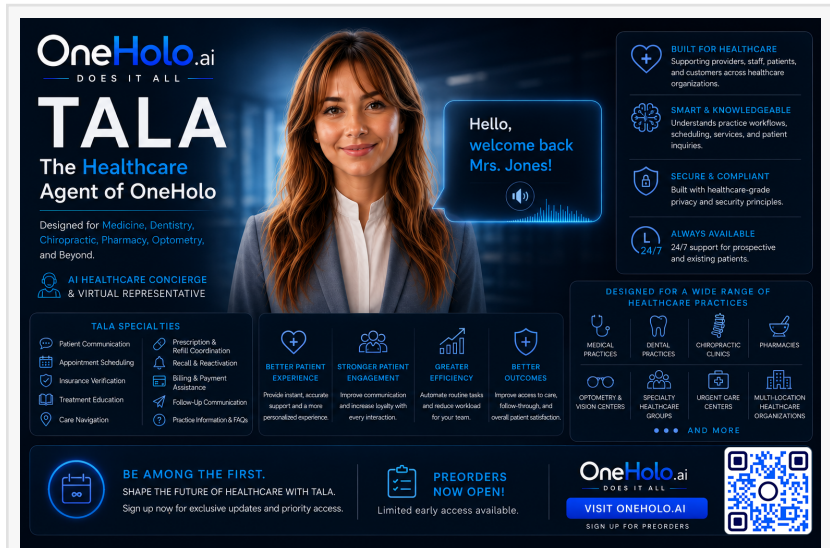 OneHolo.ai
DOES IT ALL
TALA
The Healthcare
Agent of OneHolo
Designed for Medicine, Dentistry,
Chiropractic, Pharmacy, Optometry,
and Beyond.
AI HEALTHCARE CONCIERGE
& VIRTUAL REPRESENTATIVE
Hello,
welcome back
Mrs. Jones!
BUILT FOR HEALTHCARE
Supporting providers, staff, patients,
and customers across healthcare
organizations.
SMART & KNOWLEDGEABLE
Understands practice workflows,
scheduling, services, and patient
inquiries.
SECURE & COMPLIANT
Built with healthcare-grade
privacy and security principles.
24/7
ALWAYS AVAILABLE
24/7 support for prospective
and existing patients.
TALA SPECIALTIES
Patient Communication
Appointment Scheduling
Insurance Verification
Treatment Education
Care Navigation
Prescription &
Refill Coordination
Recall & Reactivation
Billing & Payment
Assistance
Follow-Up Communication
Practice Information & FAQs
BETTER PATIENT
EXPERIENCE
Provide instant, accurate
support and a more
personalized experience.
STRONGER PATIENT
ENGAGEMENT
Improve communication
and increase loyalty with
every interaction.
GREATER
EFFICIENCY
Automate routine tasks
and reduce workload
for your team.
BETTER
OUTCOMES
Improve access to care,
follow-through, and
overall patient satisfaction.
DESIGNED FOR A WIDE RANGE OF
HEALTHCARE PRACTICES
MEDICAL
PRACTICES
DENTAL
PRACTICES
CHIROPRACTIC
CLINICS
PHARMACIES
OPTOMETRY &
VISION CENTERS
SPECIALTY
HEALTHCARE
GROUPS
URGENT CARE
CENTERS
MULTI-LOCATION
HEALTHCARE
ORGANIZATIONS
AND MORE
BE AMONG THE FIRST.
SHAPE THE FUTURE OF HEALTHCARE WITH TALA.
Sign up now for exclusive updates and priority access.
PREORDERS
NOW OPEN!
Limited early access available.
OneHolo.ai
DOES IT ALL
VISIT ONEHOLO.AI
SIGN UP FOR PREORDERS